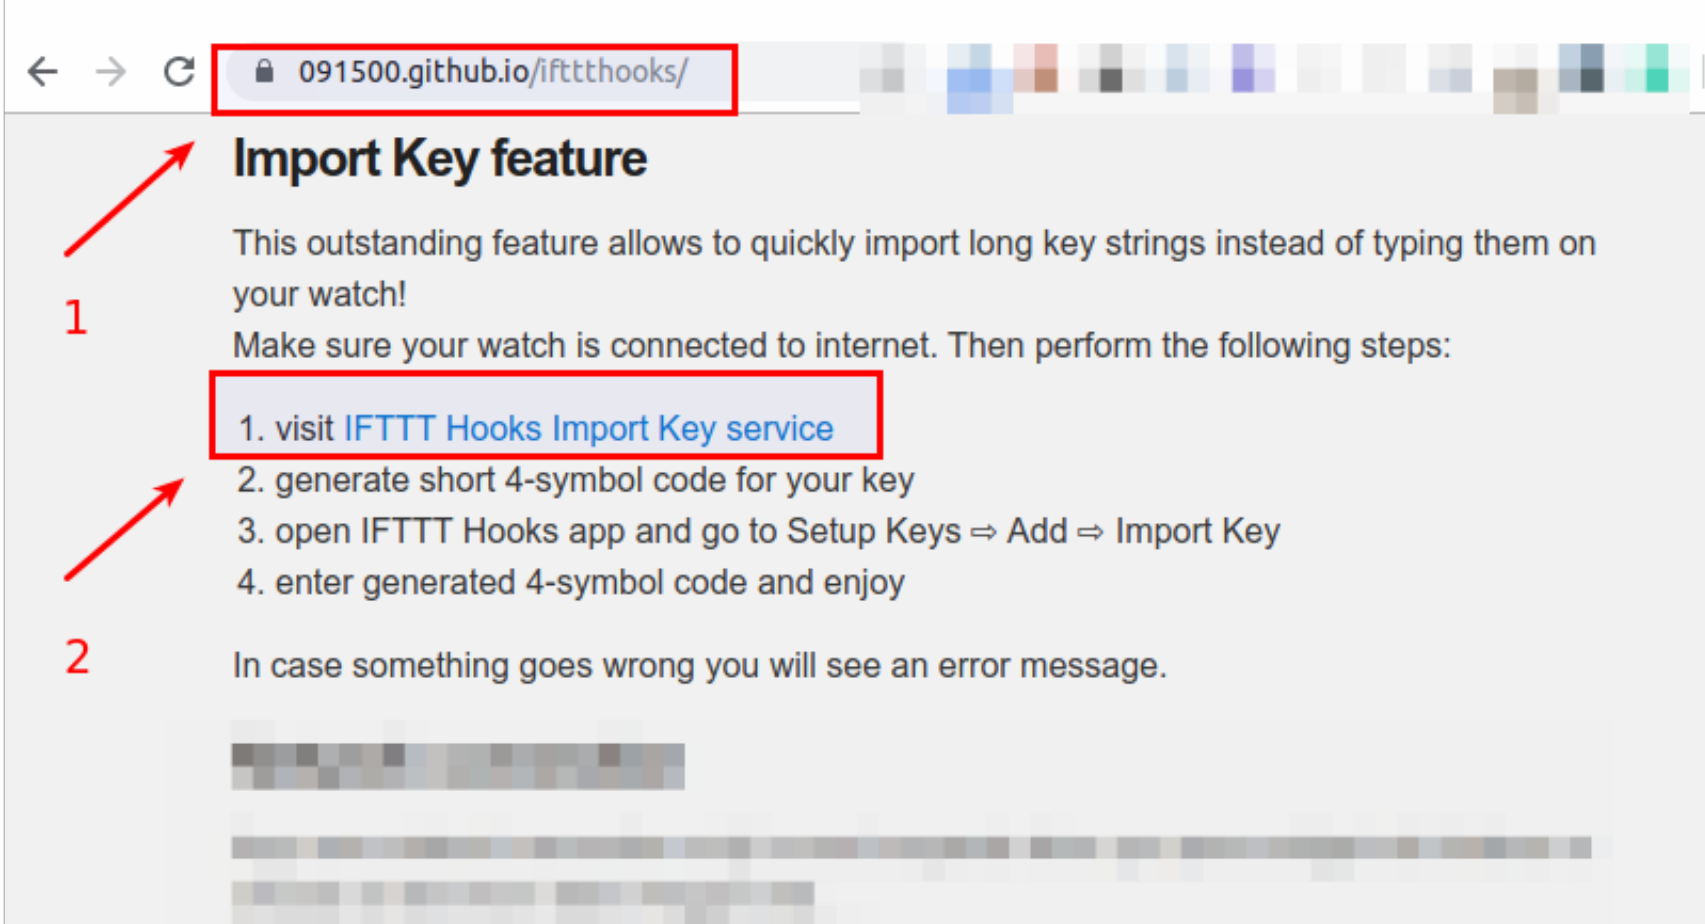 091500.github.io/ifttthooks/
Import Key feature
This outstanding feature allows to quickly import long key strings instead of typing them on
your watch!
Make sure your watch is connected to internet. Then perform the following steps:
1
1. visit IFTTT Hooks Import Key service
2. generate short 4-symbol code for your key
3. open IFTTT Hooks app and go to Setup Keys ⇨ Add ⇨ Import Key
4. enter generated 4-symbol code and enjoy
2
In case something goes wrong you will see an error message.